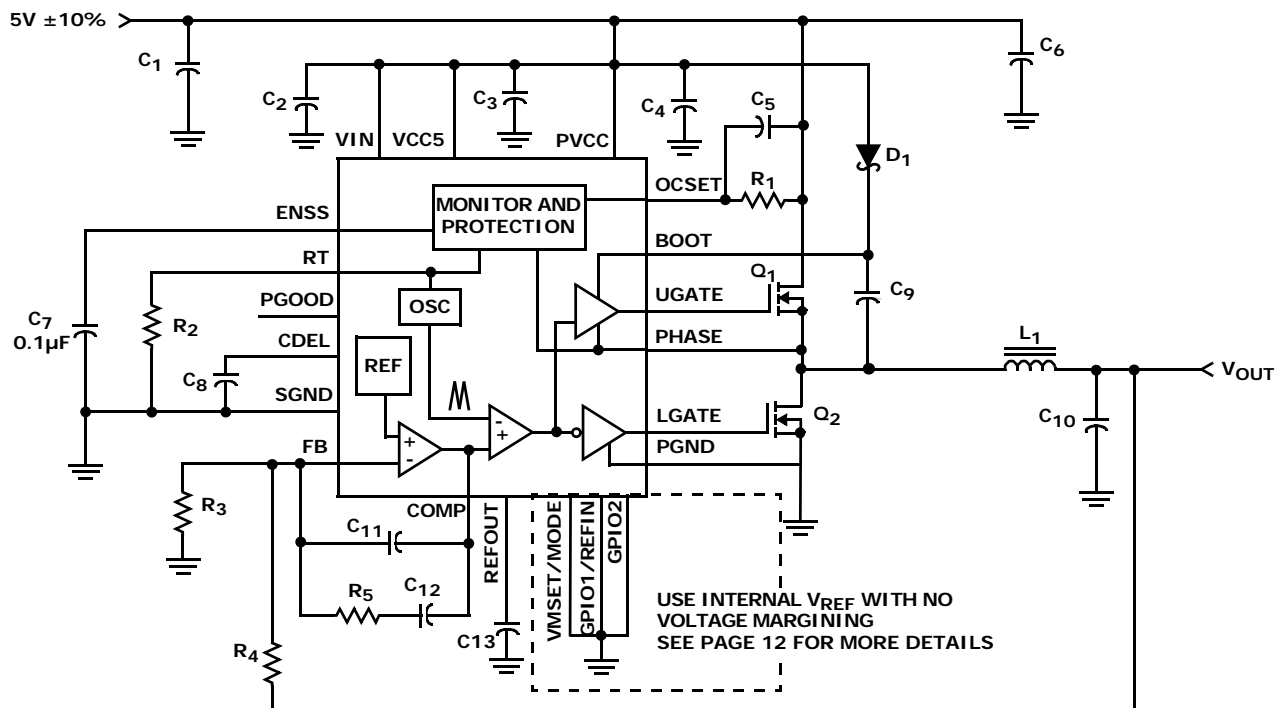 5V ±10%
C1
C6
C2
C3
C4
C5
VIN
VCC5
PVCC
D1
OCSET
R1
MONITOR AND
PROTECTION
ENSS
BOOT
RT
Q1
C9
PGOOD
OSC
UGATE
C7
0.1µF
R2
CDEL
PHASE
L1
REF
VOUT
C8
SGND
LGATE
Q2
C10
- +
PGND
FB
+ -
R3
COMP
C11
R5
C12
REFOUT
VMSET/MODE
GPIO1/REFIN
GPIO2
C13
R4
USE INTERNAL VREF WITH NO
VOLTAGE MARGINING
SEE PAGE 12 FOR MORE DETAILS